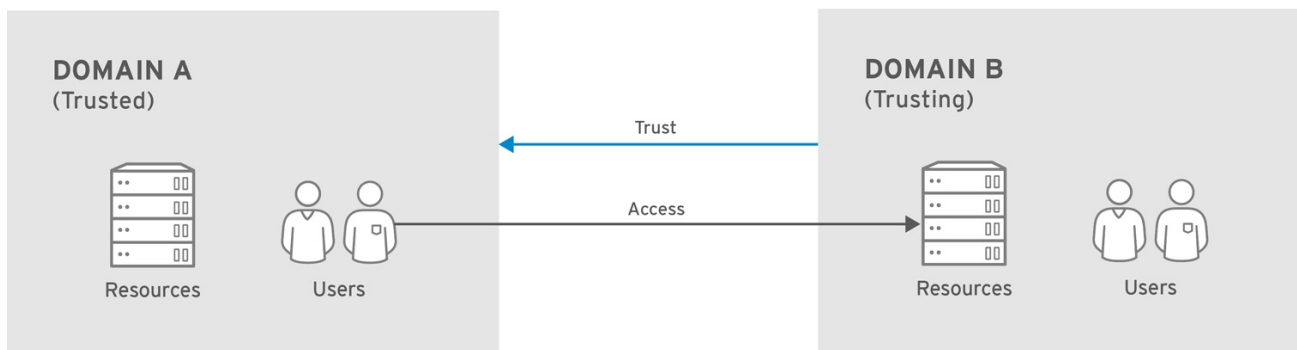 DOMAIN A
(Trusted)
Resources
Users
Trust
Access
DOMAIN B
(Trusting)
Resources
Users